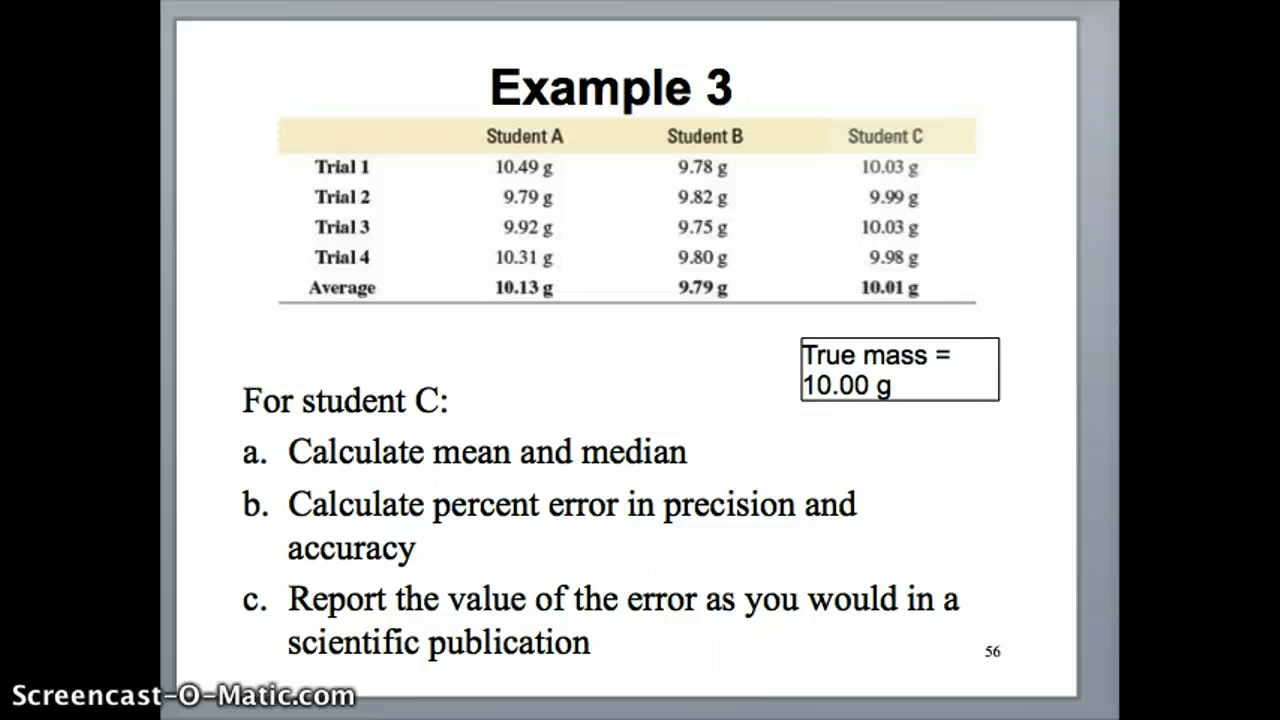 Example 3
Student A Student B Student C
Trial 1 10.49 g 9.78 g 10.03 g
Trial 2 9.79 g 9.82 g 9.99 g
Trial 3 9.92 g 9.75 g 10.03 g
Trial 4 10.31 g 9.80 g 9.98 g
Average 10.13 g 9.79 g 10.01 g
True mass =
10.00 g
For student C:
a. Calculate mean and median
b. Calculate percent error in precision and
accuracy
c. Report the value of the error as you would in a
scientific publication
56
Screencast-O-Matic.com